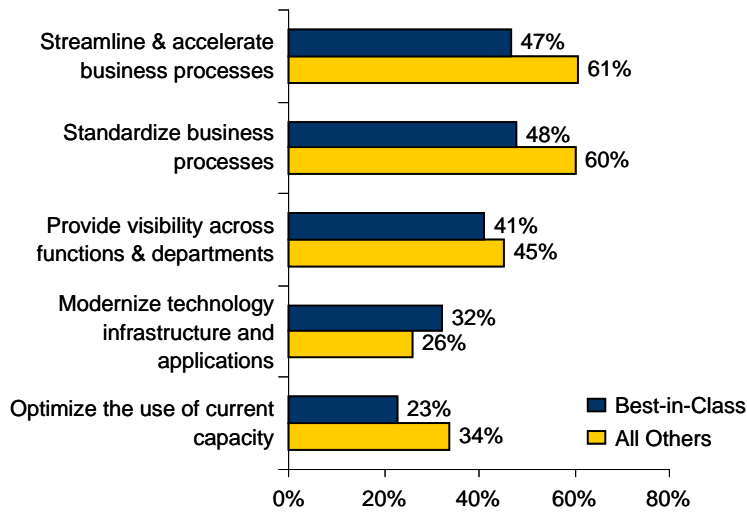 Streamline & accelerate
business processes
47%
61%
Standardize business
processes
48%
60%
Provide visibility across
functions & departments
41%
45%
Modernize technology
infrastructure and
applications
32%
26%
Optimize the use of current
capacity
23%
34%
Best-in-Class
All Others
0% 20% 40% 60% 80%